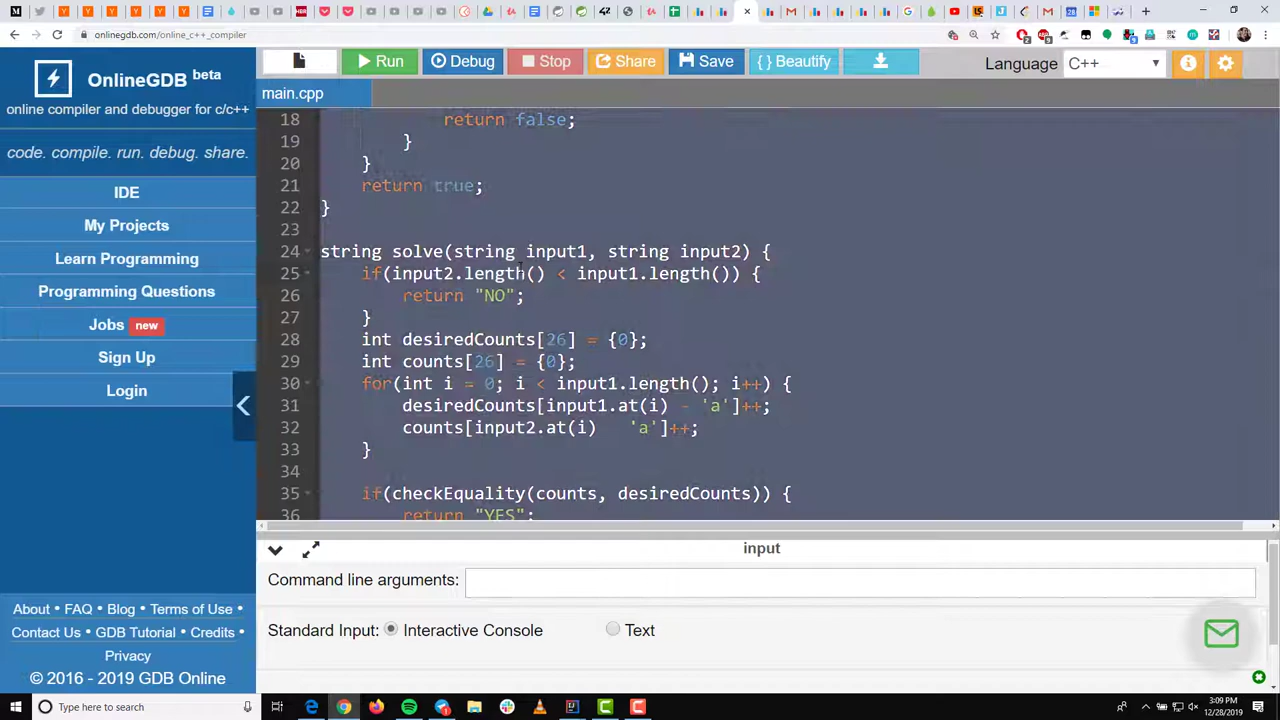 onlinegdb.com/online_c++_compiler
OnlineGDB beta
online compiler and debugger for c/c++
code. compile. run. debug. share.
IDE
My Projects
Learn Programming
Programming Questions
Jobs new
Sign Up
Login
About • FAQ • Blog • Terms of Use •
Contact Us • GDB Tutorial • Credits •
Privacy
© 2016 - 2019 GDB Online
Run Debug Stop Share Save { } Beautify Language C++
main.cpp
18 return false;
19 }
20 }
21 return true;
22 }
23
24 string solve(string input1, string input2) {
25 if(input2.length() < input1.length()) {
26 return "NO";
27 }
28 int desiredCounts[26] = {0};
29 int counts[26] = {0};
30 for(int i = 0; i < input1.length(); i++) {
31 desiredCounts[input1.at(i) - 'a']++;
32 counts[input2.at(i) 'a']++;
33 }
34
35 if(checkEquality(counts, desiredCounts)) {
36 return "YES";
input
Command line arguments:
Standard Input: Interactive Console Text
Type here to search
3:09 PM
12/28/2019